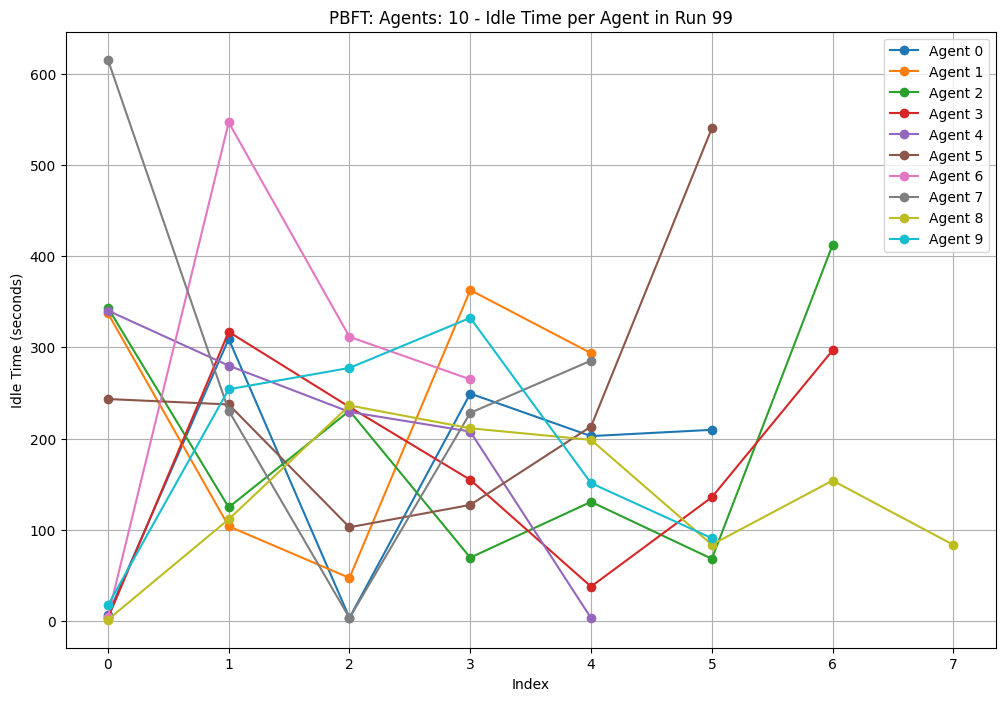 PBFT: Agents: 10 - Idle Time per Agent in Run 99
Idle Time (seconds)
600
500
400
300
200
100
0
0 1 2 3 4 5 6 7
Index
Agent 0
Agent 1
Agent 2
Agent 3
Agent 4
Agent 5
Agent 6
Agent 7
Agent 8
Agent 9